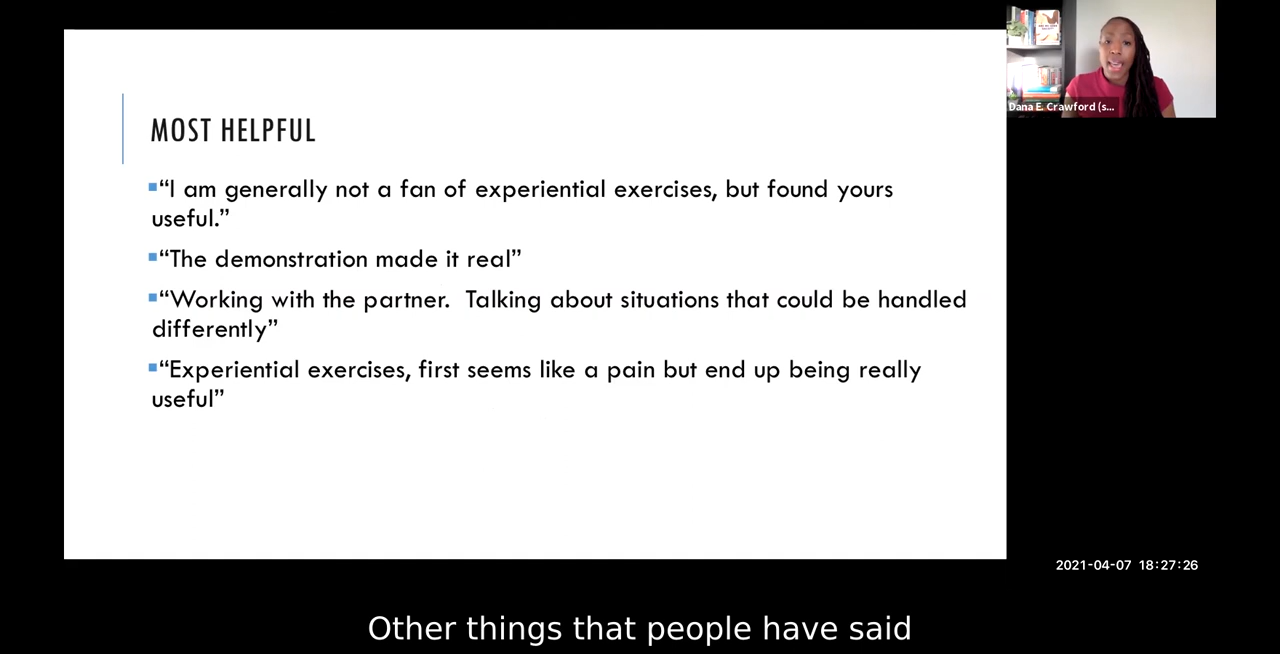 MOST HELPFUL
“I am generally not a fan of experiential exercises, but found yours
useful.”
“The demonstration made it real”
“Working with the partner.  Talking about situations that could be handled
differently”
“Experiential exercises, first seems like a pain but end up being really
useful”
Dana E. Crawford (s...
2021-04-07 18:27:26
Other things that people have said